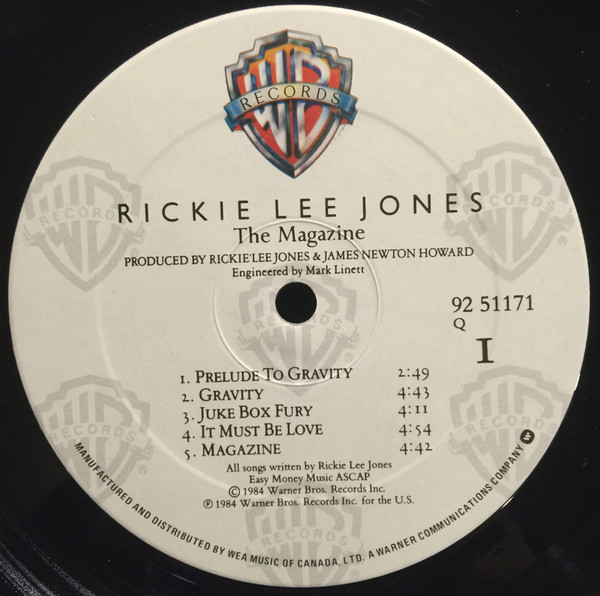 WB
RECORDS
RICKIE LEE JONES
The Magazine
PRODUCED BY RICKIE LEE JONES & JAMES NEWTON HOWARD
Engineered by Mark Linett
92 51171
Q
I
1. PRELUDE TO GRAVITY 2:49
2. GRAVITY 4:43
3. JUKE BOX FURY 4:11
4. IT MUST BE LOVE 4:54
5. MAGAZINE 4:42
All songs written by Rickie Lee Jones
Easy Money Music ASCAP
© 1984 Warner Bros. Records Inc.
℗ 1984 Warner Bros. Records Inc. for the U.S.
MANUFACTURED AND DISTRIBUTED BY WEA MUSIC OF CANADA, LTD. A WARNER COMMUNICATIONS COMPANY